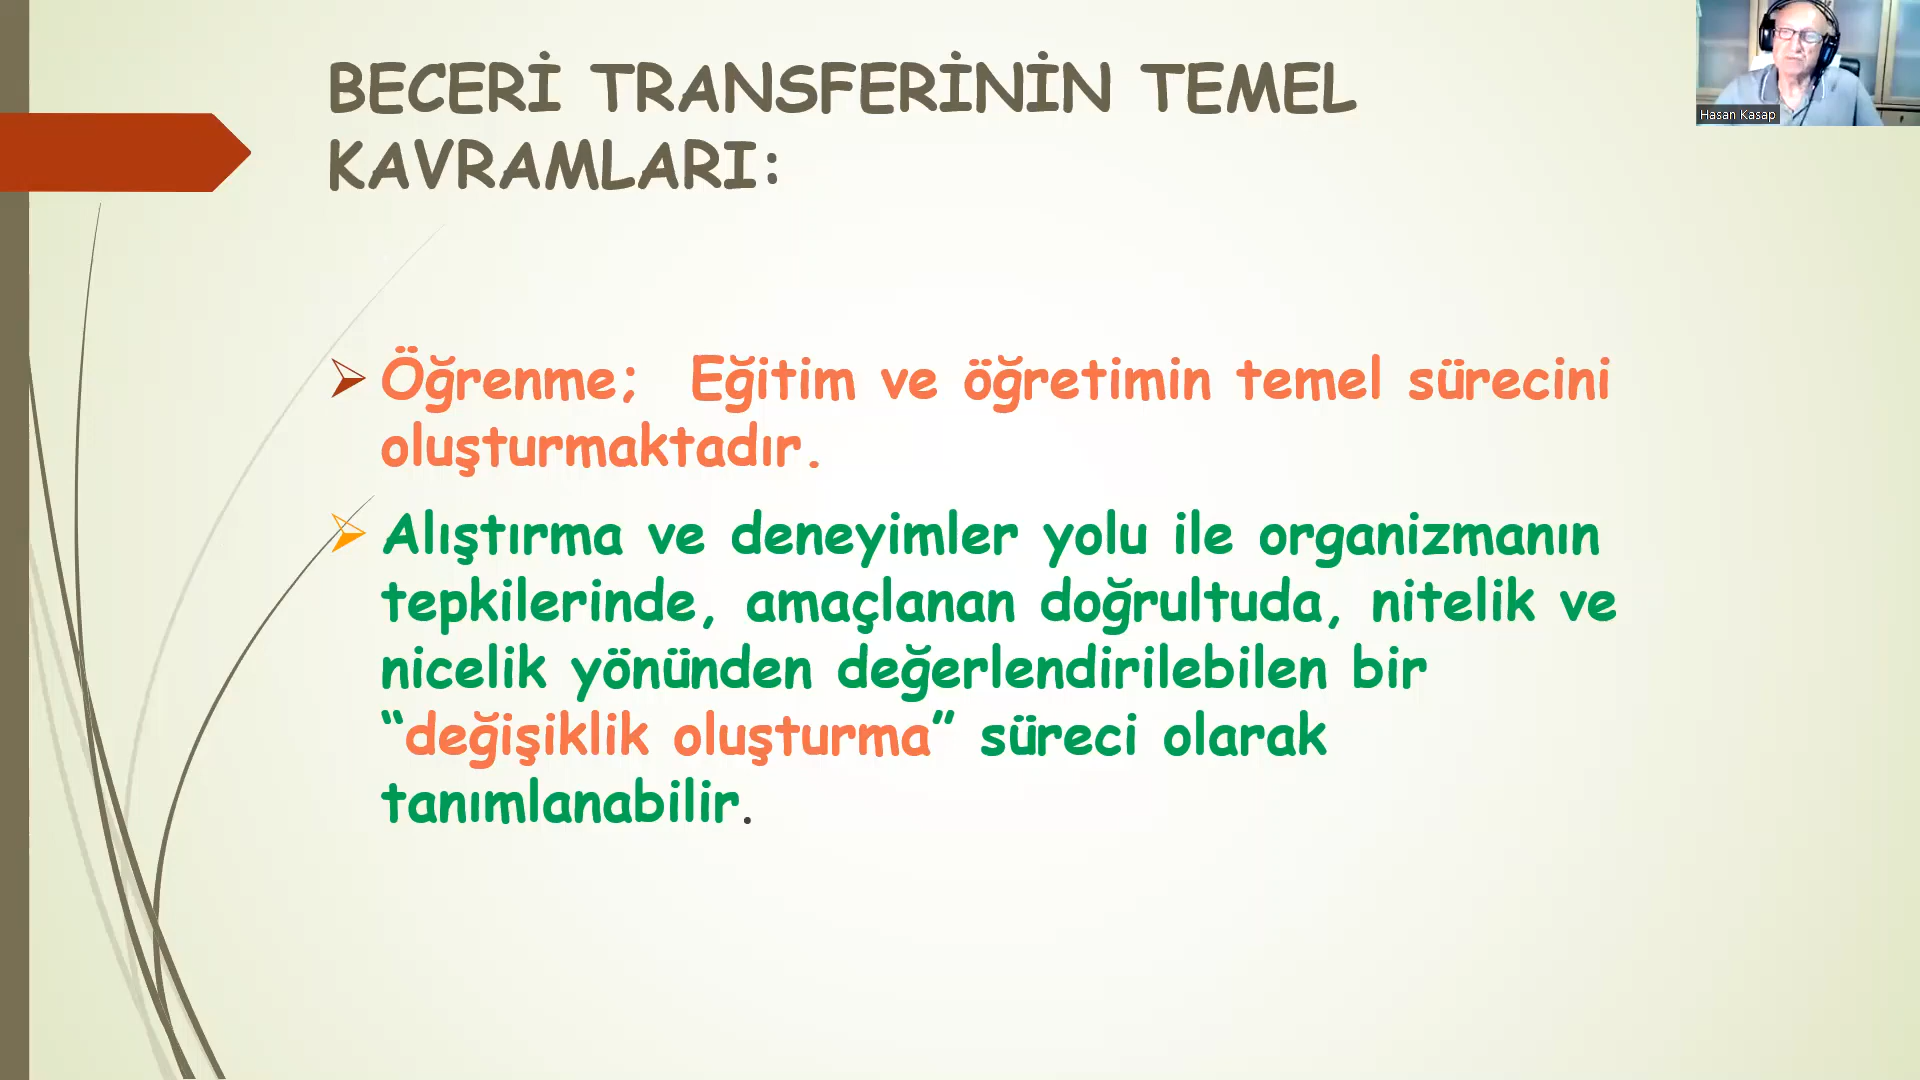 BECERİ TRANSFERİNİN TEMEL
KAVRAMLARI:
Hasan Kasap
Öğrenme; Eğitim ve öğretimin temel sürecini
oluşturmaktadır.
Alıştırma ve deneyimler yolu ile organizmanın
tepkilerinde, amaçlanan doğrultuda, nitelik ve
nicelik yönünden değerlendirilebilen bir
“değişiklik oluşturma” süreci olarak
tanımlanabilir.